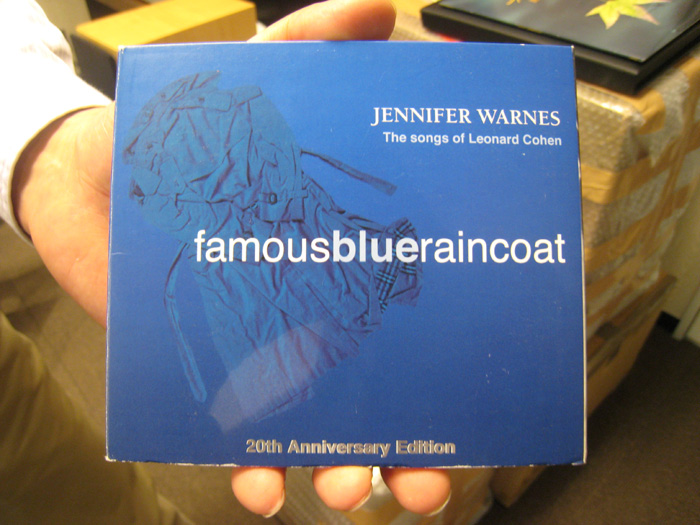 JENNIFER WARNES
The songs of Leonard Cohen
famousblueraincoat
20th Anniversary Edition